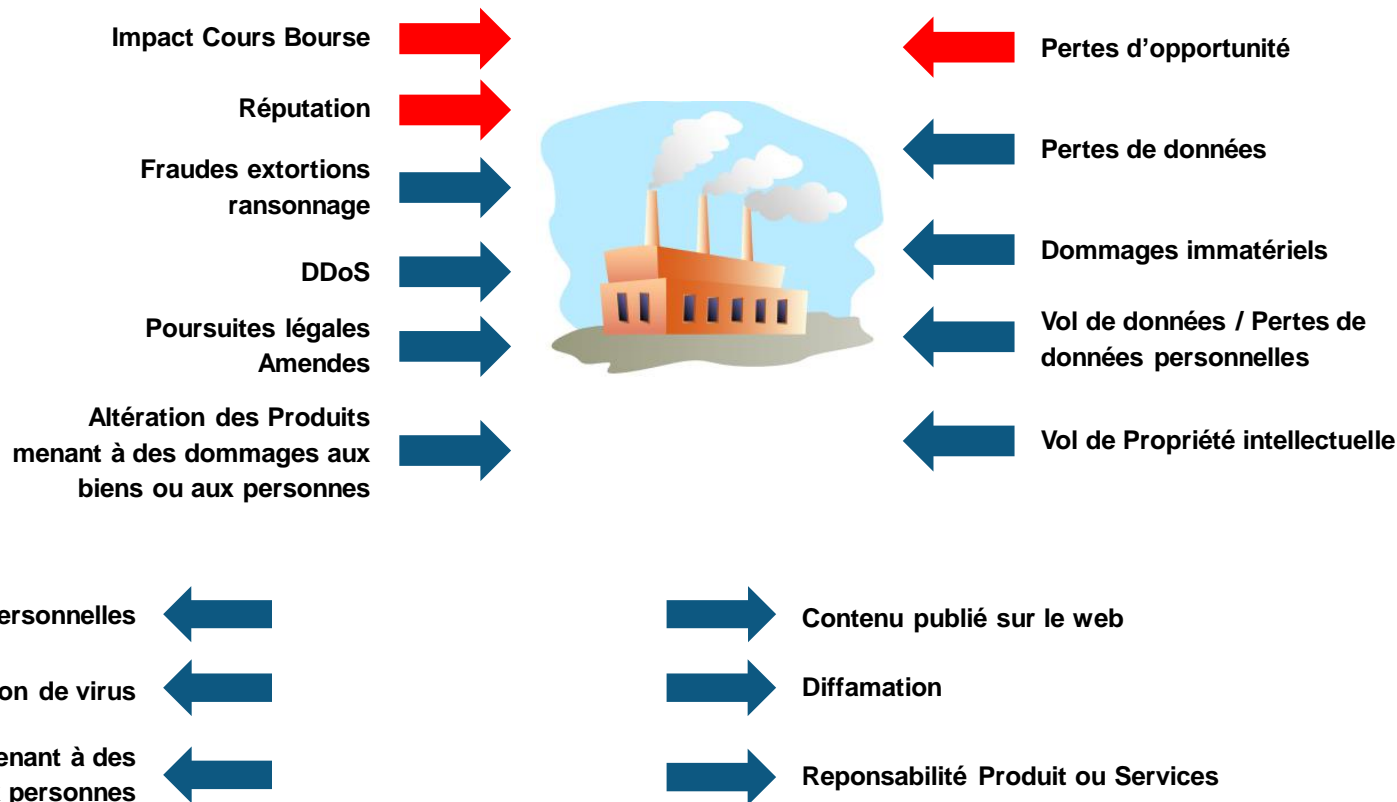 Impact Cours Bourse
Réputation
Fraudes extortions
ransonnage
DDoS
Poursuites légales
Amendes
Altération des Produits
menant à des dommages aux
biens ou aux personnes
Pertes d’opportunité
Pertes de données
Dommages immatériels
Vol de données / Pertes de
données personnelles
Vol de Propriété intellectuelle
personnelles
de virus
à des
personnes
Contenu publié sur le web
Diffamation
Reponsabilité Produit ou Services